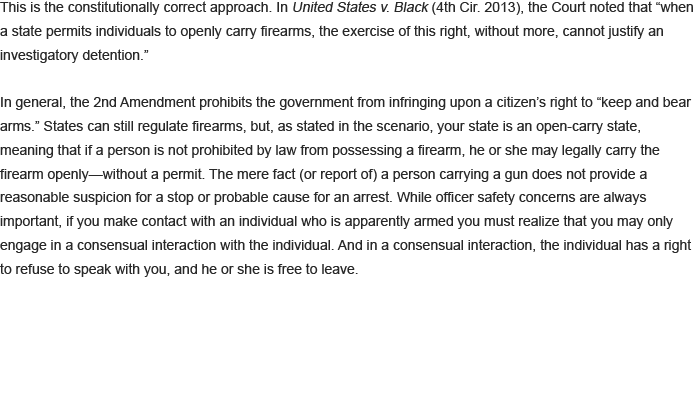 This is the constitutionally correct approach. In United States v. Black (4th Cir. 2013), the Court noted that “when
a state permits individuals to openly carry firearms, the exercise of this right, without more, cannot justify an
investigatory detention.”
In general, the 2nd Amendment prohibits the government from infringing upon a citizen’s right to “keep and bear
arms.” States can still regulate firearms, but, as stated in the scenario, your state is an open-carry state,
meaning that if a person is not prohibited by law from possessing a firearm, he or she may legally carry the
firearm openly—without a permit. The mere fact (or report of) a person carrying a gun does not provide a
reasonable suspicion for a stop or probable cause for an arrest. While officer safety concerns are always
important, if you make contact with an individual who is apparently armed you must realize that you may only
engage in a consensual interaction with the individual. And in a consensual interaction, the individual has a right
to refuse to speak with you, and he or she is free to leave.